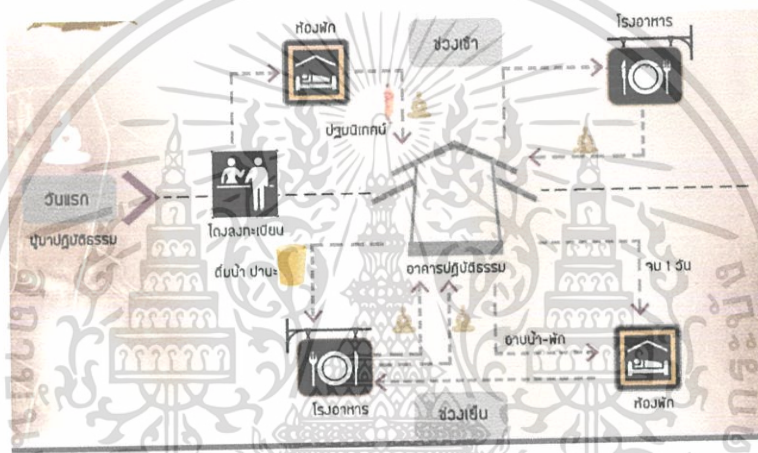 ห้องพัก
ช่วงเช้า
โรงอาหาร
ปฐมนิเทศน์
วันแรก
ผู้มาปฏิบัติธรรม
โถงลงทะเบียน
ดื่มน้ำ ปานะ
อาคารปฏิบัติธรรม
จบ 1 วัน
อาบน้ำ-พัก
โรงอาหาร
ช่วงเย็น
ห้องพัก